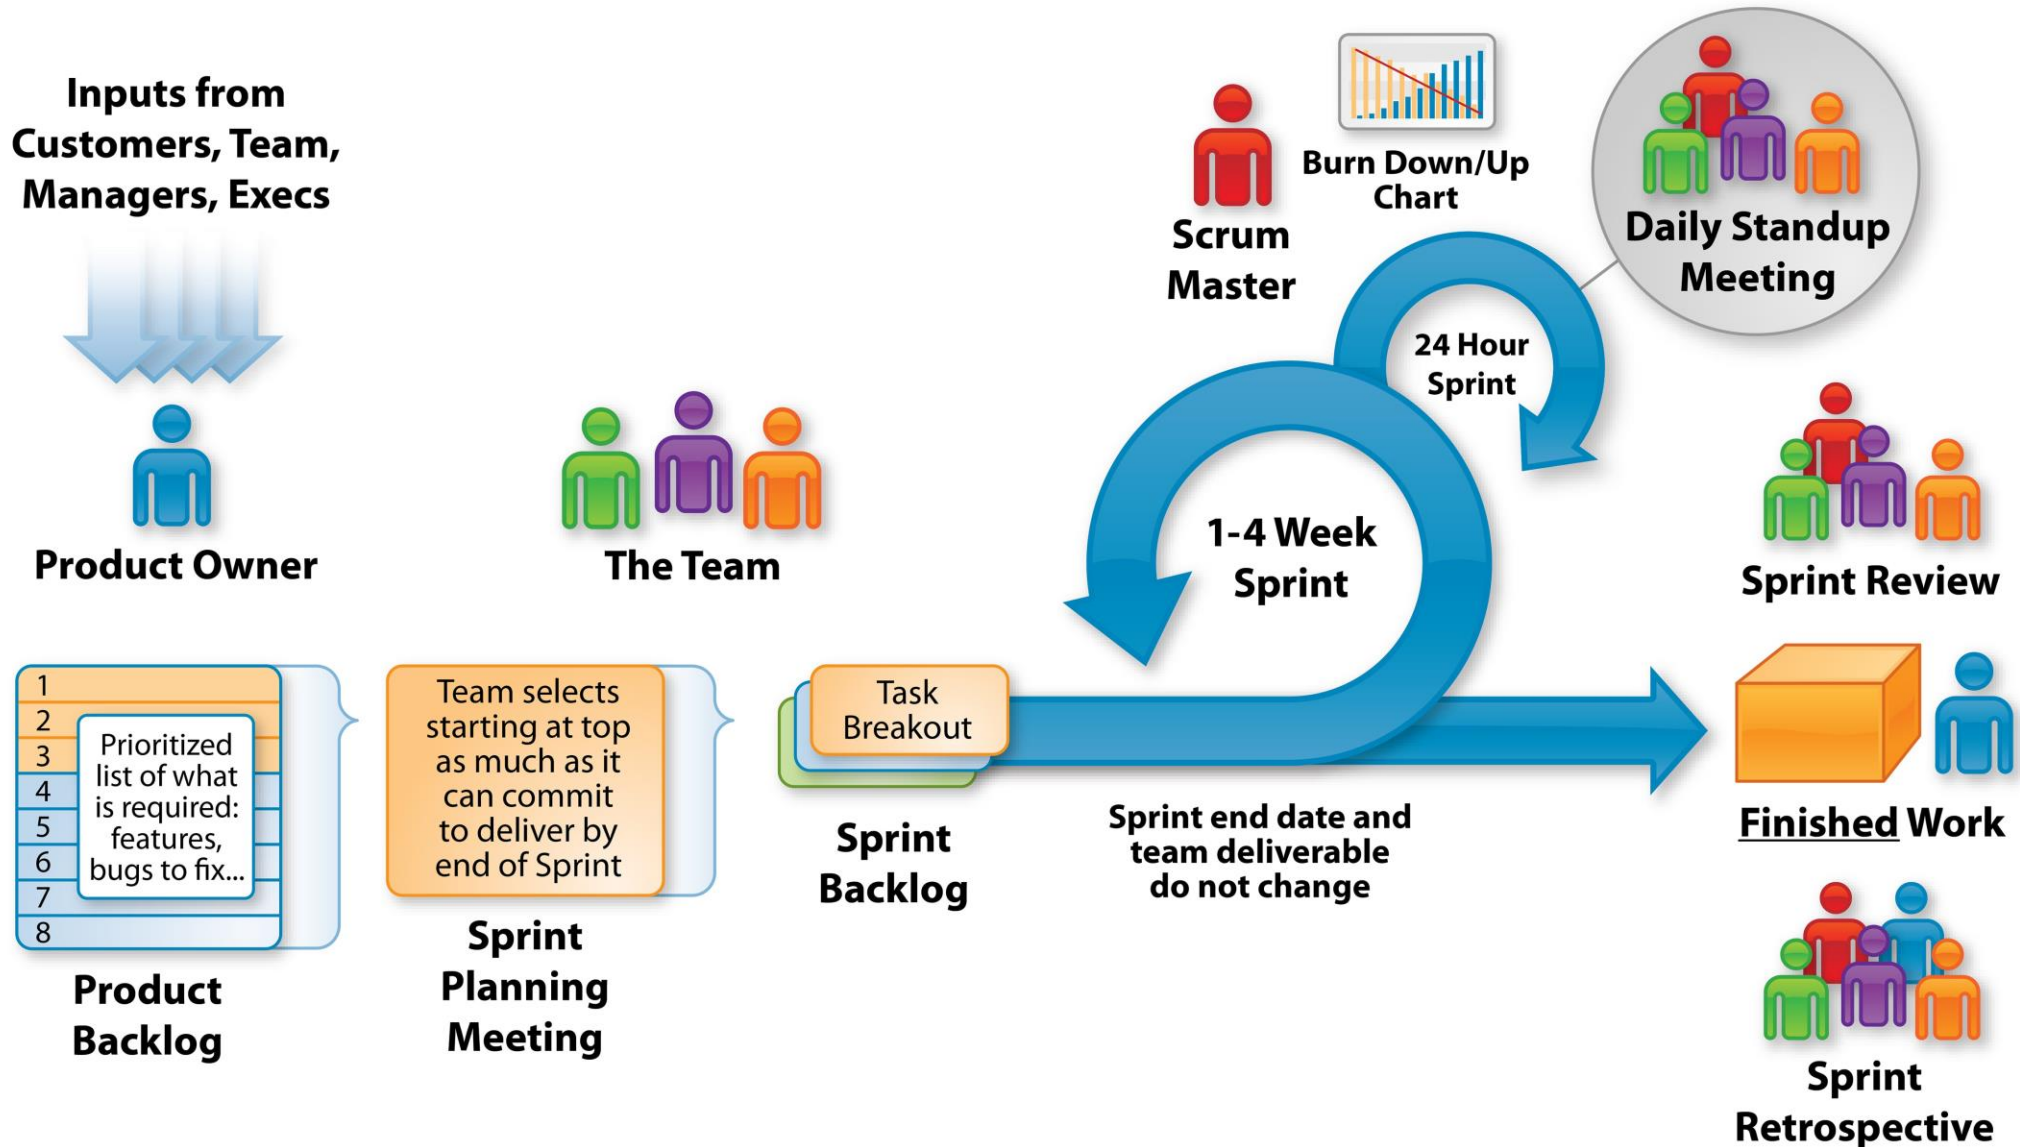 Inputs from
Customers, Team,
Managers, Execs
Product Owner
The Team
Scrum
Master
Burn Down/Up
Chart
Daily Standup
Meeting
24 Hour
Sprint
1-4 Week
Sprint
Sprint Review
1
2
3
4
5
6
7
8
Prioritized
list of what
is required:
features,
bugs to fix...
Product
Backlog
Team selects
starting at top
as much as it
can commit
to deliver by
end of Sprint
Sprint
Planning
Meeting
Task
Breakout
Sprint
Backlog
Sprint end date and
team deliverable
do not change
Finished Work
Sprint
Retrospective